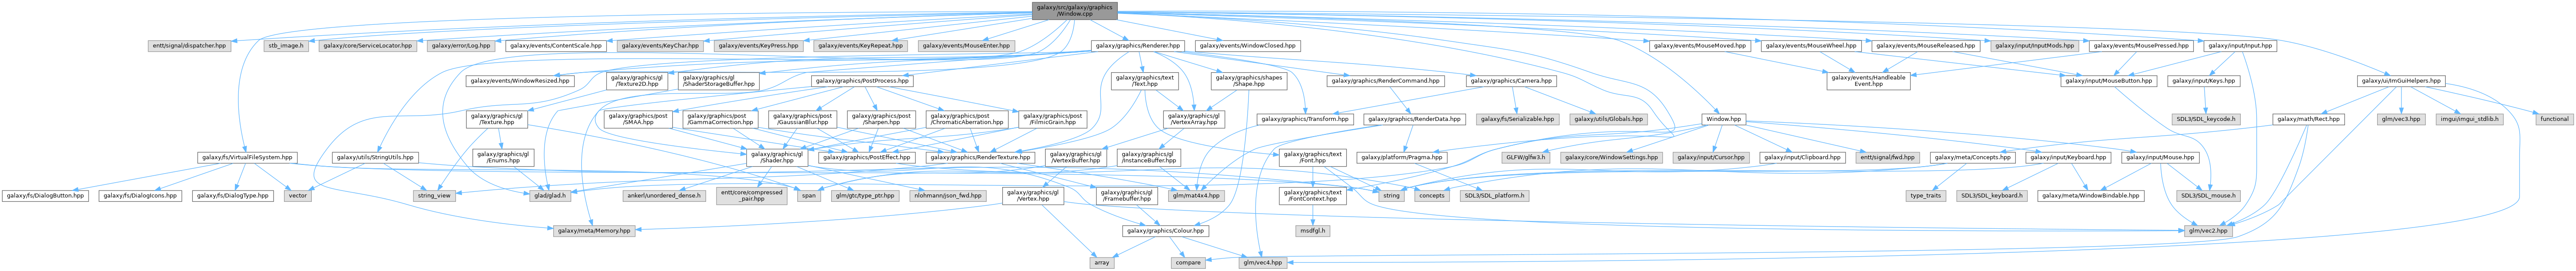 galaxy/src/galaxy/graphics
/Window.cpp
entt/signal/dispatcher.hpp
stb_image.h
galaxy/core/ServiceLocator.hpp
galaxy/error/Log.hpp
galaxy/events/ContentScale.hpp
galaxy/events/KeyChar.hpp
galaxy/events/KeyPress.hpp
galaxy/events/KeyRepeat.hpp
galaxy/events/MouseEnter.hpp
galaxy/graphics/Renderer.hpp
galaxy/events/WindowClosed.hpp
galaxy/events/MouseMoved.hpp
galaxy/events/MouseWheel.hpp
galaxy/events/MouseReleased.hpp
galaxy/input/InputMods.hpp
galaxy/events/MousePressed.hpp
galaxy/input/Input.hpp
galaxy/events/WindowResized.hpp
galaxy/graphics/gl
/Texture2D.hpp
galaxy/graphics/gl
/ShaderStorageBuffer.hpp
galaxy/graphics/PostProcess.hpp
galaxy/graphics/text
/Text.hpp
galaxy/graphics/shapes
/Shape.hpp
galaxy/graphics/RenderCommand.hpp
galaxy/graphics/Camera.hpp
galaxy/events/Handleable
Event.hpp
galaxy/input/MouseButton.hpp
galaxy/input/Keys.hpp
galaxy/ui/ImGuiHelpers.hpp
galaxy/graphics/gl
/Texture.hpp
galaxy/graphics/post
/SMAA.hpp
galaxy/graphics/post
/GammaCorrection.hpp
galaxy/graphics/post
/GaussianBlur.hpp
galaxy/graphics/post
/Sharpen.hpp
galaxy/graphics/post
/ChromaticAberration.hpp
galaxy/graphics/post
/FilmicGrain.hpp
galaxy/graphics/gl
/VertexArray.hpp
galaxy/graphics/Transform.hpp
galaxy/graphics/RenderData.hpp
galaxy/fs/Serializable.hpp
galaxy/utils/Globals.hpp
Window.hpp
SDL3/SDL_keycode.h
galaxy/math/Rect.hpp
glm/vec3.hpp
imgui/imgui_stdlib.h
functional
galaxy/fs/VirtualFileSystem.hpp
galaxy/utils/StringUtils.hpp
galaxy/graphics/gl
/Enums.hpp
galaxy/graphics/gl
/Shader.hpp
galaxy/graphics/PostEffect.hpp
galaxy/graphics/RenderTexture.hpp
galaxy/graphics/gl
/VertexBuffer.hpp
galaxy/graphics/gl
/InstanceBuffer.hpp
galaxy/graphics/text
/Font.hpp
galaxy/platform/Pragma.hpp
GLFW/glfw3.h
galaxy/core/WindowSettings.hpp
galaxy/input/Cursor.hpp
galaxy/input/Clipboard.hpp
entt/signal/fwd.hpp
galaxy/meta/Concepts.hpp
galaxy/input/Keyboard.hpp
galaxy/input/Mouse.hpp
galaxy/fs/DialogButton.hpp
galaxy/fs/DialogIcons.hpp
galaxy/fs/DialogType.hpp
vector
string_view
glad/glad.h
ankerl/unordered_dense.h
entt/core/compressed
_pair.hpp
span
glm/gtc/type_ptr.hpp
nlohmann/json_fwd.hpp
galaxy/graphics/gl
/Vertex.hpp
galaxy/graphics/gl
/Framebuffer.hpp
glm/mat4x4.hpp
galaxy/graphics/text
/FontContext.hpp
string
concepts
SDL3/SDL_platform.h
type_traits
SDL3/SDL_keyboard.h
galaxy/meta/WindowBindable.hpp
SDL3/SDL_mouse.h
galaxy/meta/Memory.hpp
galaxy/graphics/Colour.hpp
msdfgl.h
glm/vec2.hpp
array
compare
glm/vec4.hpp